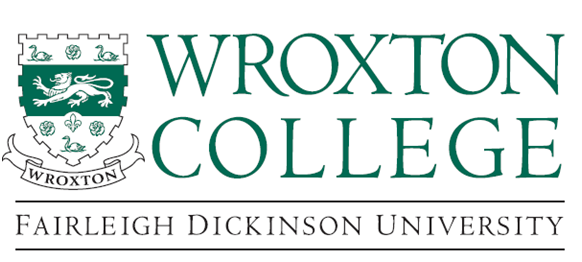 WROXTON
COLLEGE
WROXTON
FAIRLEIGH DICKINSON UNIVERSITY